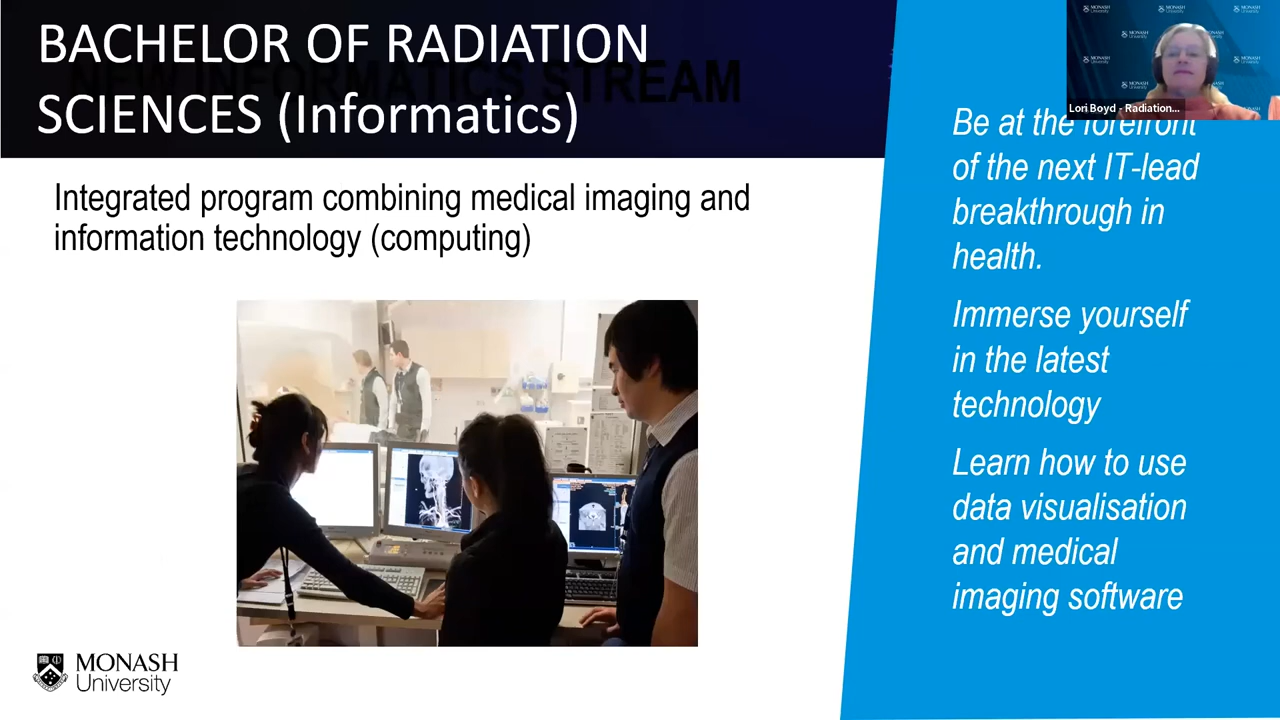 BACHELOR OF RADIATION
SCIENCES (Informatics)
NEW INFORMATICS STREAM
Integrated program combining medical imaging and
information technology (computing)
Be at the forefront
of the next IT-lead
breakthrough in
health.
Immerse yourself
in the latest
technology
Learn how to use
data visualisation
and medical
imaging software
MONASH
University
Lori Boyd - Radiation...
MONASH
University